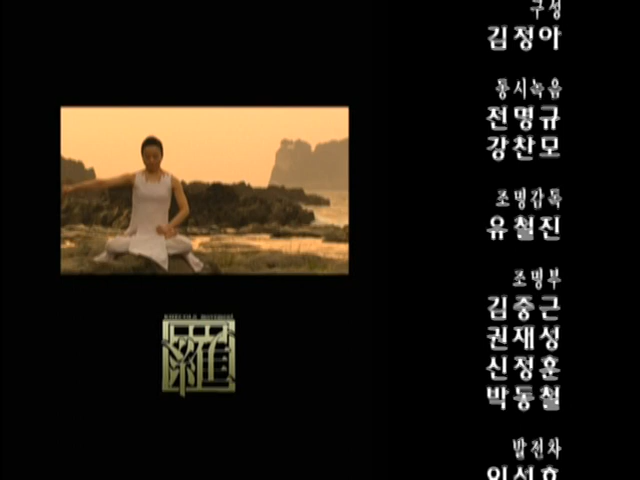 구성
김정아
동시녹음
전명규
강찬모
조명감독
유철진
조명부
김중근
권재성
신정훈
박동철
발전차